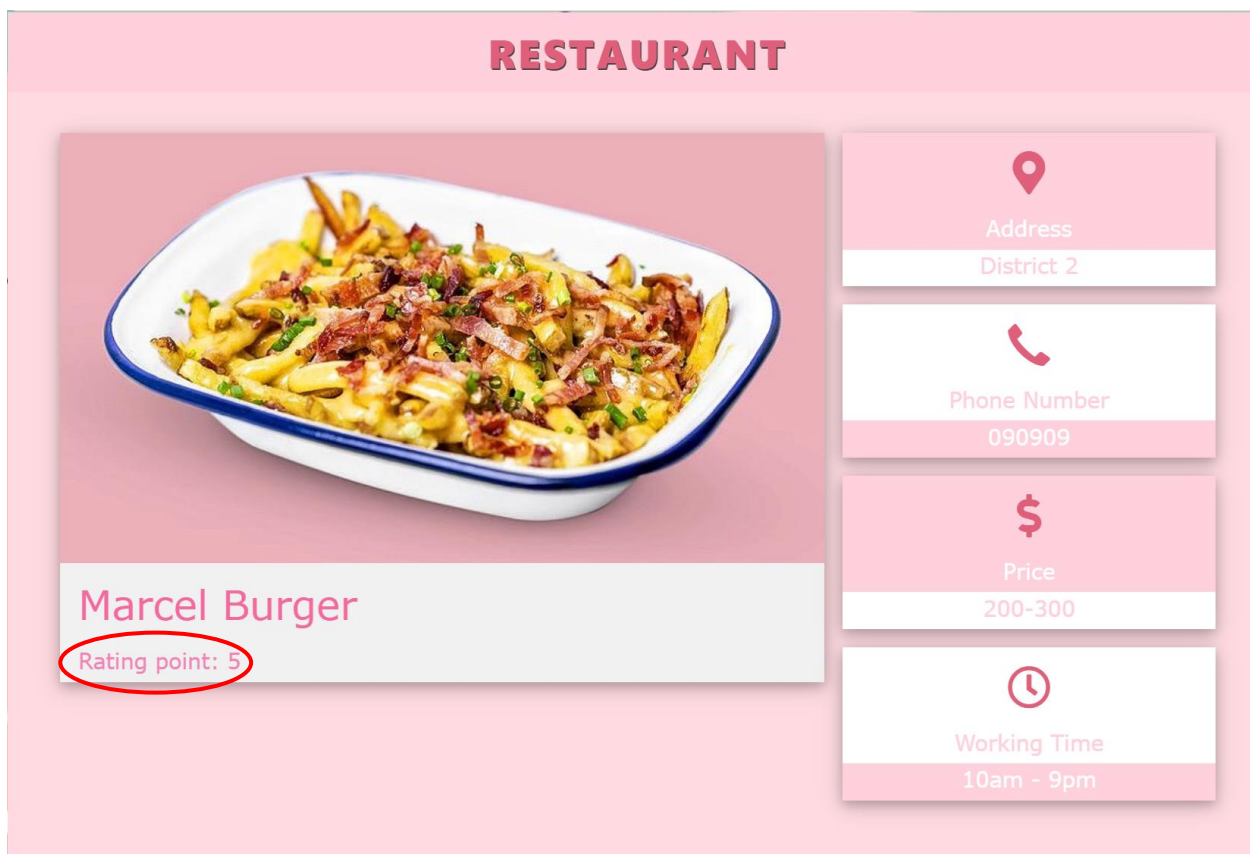 RESTAURANT
Marcel Burger
Rating point: 5
Address
District 2
Phone Number
090909
Price
200-300
Working Time
10am - 9pm